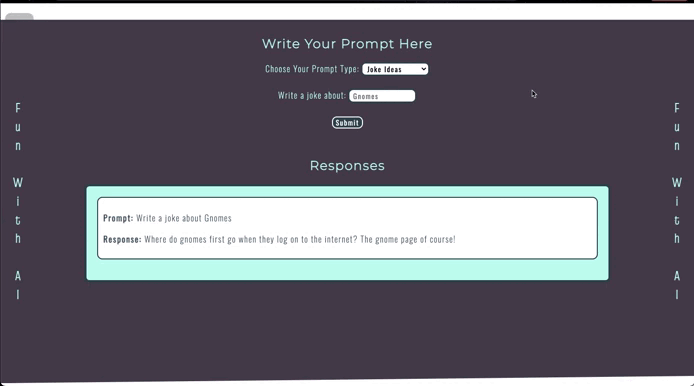 Write Your Prompt Here
Choose Your Prompt Type: Joke Ideas
Write a joke about: Gnomes
Submit
Fun With AI
Fun With AI
Responses
Prompt: Write a joke about Gnomes
Response: Where do gnomes first go when they log on to the internet? The gnome page of course!